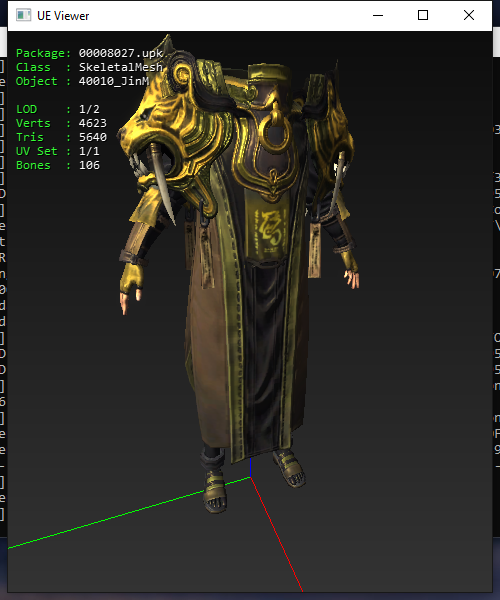 UE Viewer
Package: 00008027.upk
Class  : SkeletalMesh
Object : 40010_JinM
LOD    : 1/2
Verts  : 4623
Tris   : 5640
UV Set : 1/1
Bones  : 106